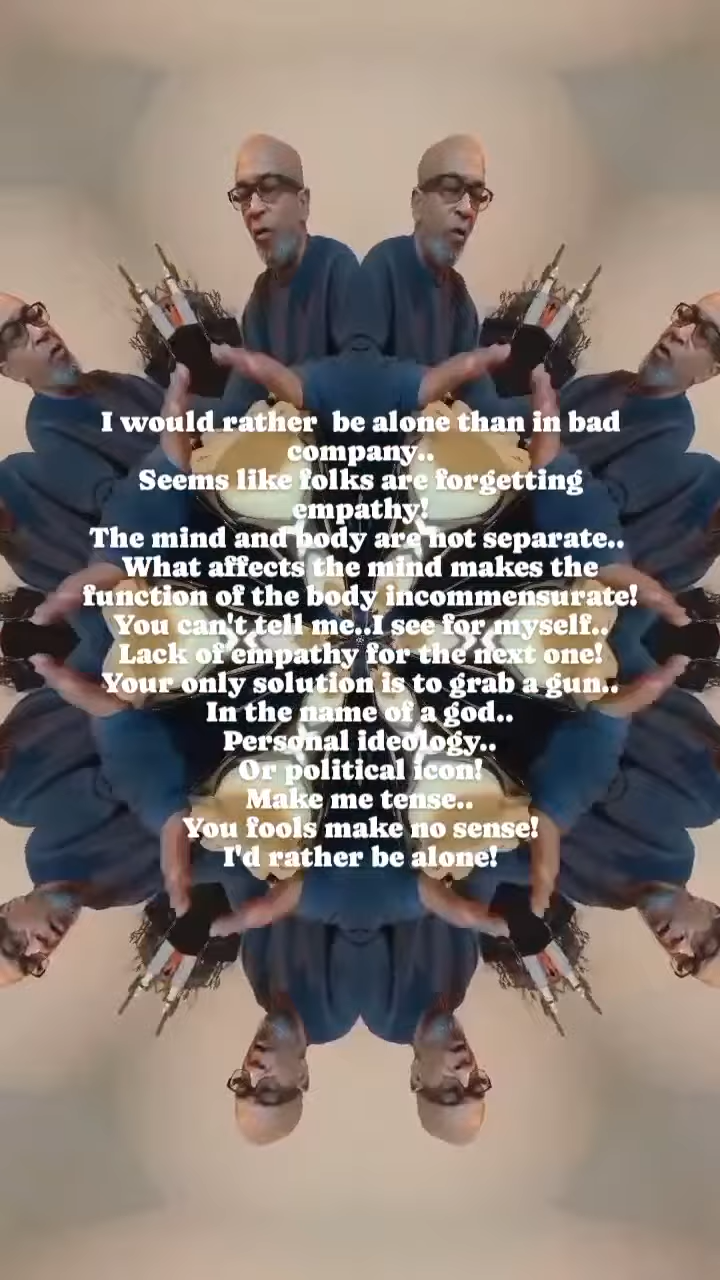 I would rather  be alone than in bad
company..
Seems like folks are forgetting
empathy!
The mind and body are not separate..
What affects the mind makes the
function of the body incommensurate!
You can't tell me..I see for myself..
Lack of empathy for the next one!
Your only solution is to grab a gun..
In the name of a god..
Personal ideology..
Or political icon!
Make me tense..
You fools make no sense!
I'd rather be alone!